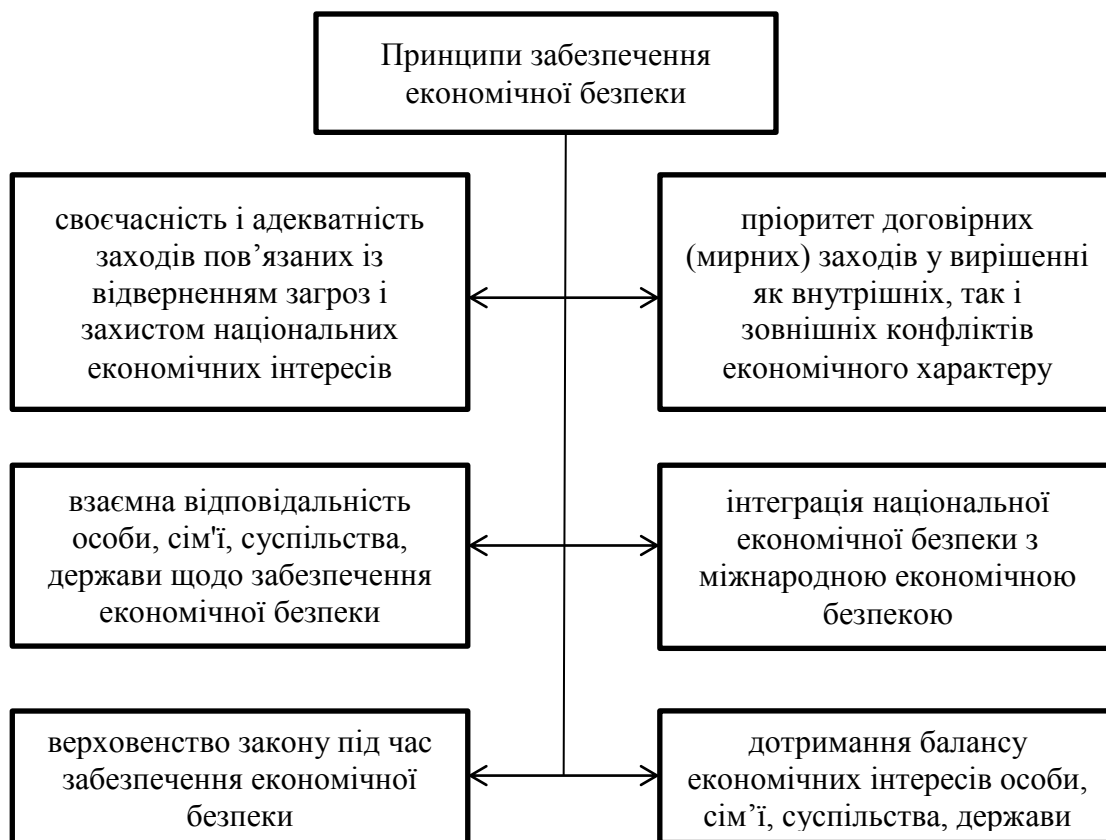 Принципи забезпечення
економічної безпеки
своєчасність і адекватність
заходів пов’язаних із
відверненням загроз і
захистом національних
економічних інтересів
пріоритет договірних
(мирних) заходів у вирішенні
як внутрішніх, так і
зовнішніх конфліктів
економічного характеру
взаємна відповідальність
особи, сім'ї, суспільства,
держави щодо забезпечення
економічної безпеки
інтеграція національної
економічної безпеки з
міжнародною економічною
безпекою
верховенство закону під час
забезпечення економічної
безпеки
дотримання балансу
економічних інтересів особи,
сім’ї, суспільства, держави